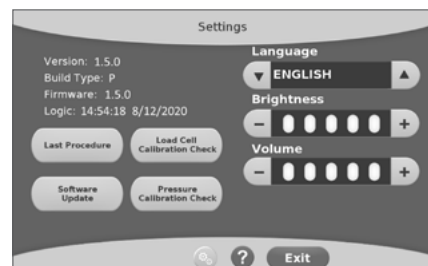 Settings
Version: 1.5.0
Build Type: P
Firmware: 1.5.0
Logic: 14:54:18 8/12/2020
Last Procedure
Load Cell
Calibration Check
Software
Update
Pressure
Calibration Check
Language
▼ ENGLISH ▲
Brightness
− +
Volume
− +
? Exit